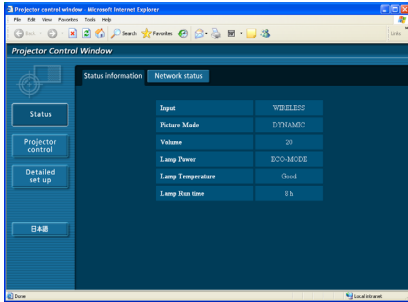 Projector control window - Microsoft Internet Explorer
File Edit View Favorites Tools Help
Back Search Favorites Links
Projector Control Window
Status information Network status
Status
Projector control
Detailed set up
日本語
Input WIRELESS
Picture Mode DYNAMIC
Volume 20
Lamp Power ECO-MODE
Lamp Temperature Good
Lamp Run time 8 h
Done Local intranet